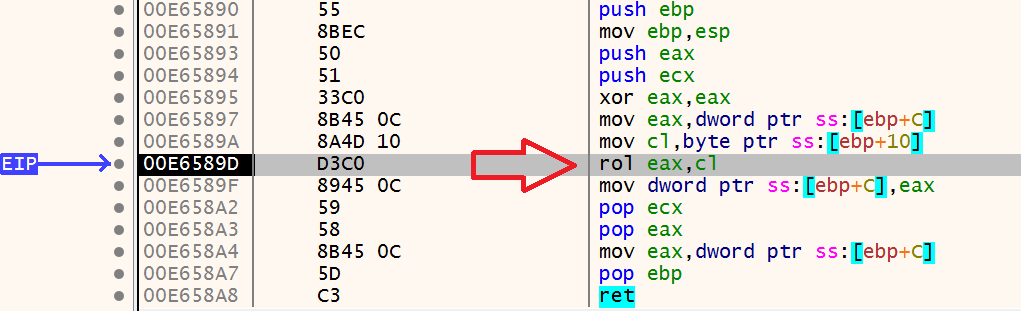 00E65890 55 push ebp
00E65891 8BEC mov ebp,esp
00E65893 50 push eax
00E65894 51 push ecx
00E65895 33C0 xor eax,eax
00E65897 8B45 0C mov eax,dword ptr ss:[ebp+C]
00E6589A 8A4D 10 mov cl,byte ptr ss:[ebp+10]
EIP 00E6589D D3C0 rol eax,cl
00E6589F 8945 0C mov dword ptr ss:[ebp+C],eax
00E658A2 59 pop ecx
00E658A3 58 pop eax
00E658A4 8B45 0C mov eax,dword ptr ss:[ebp+C]
00E658A7 5D pop ebp
00E658A8 C3 ret